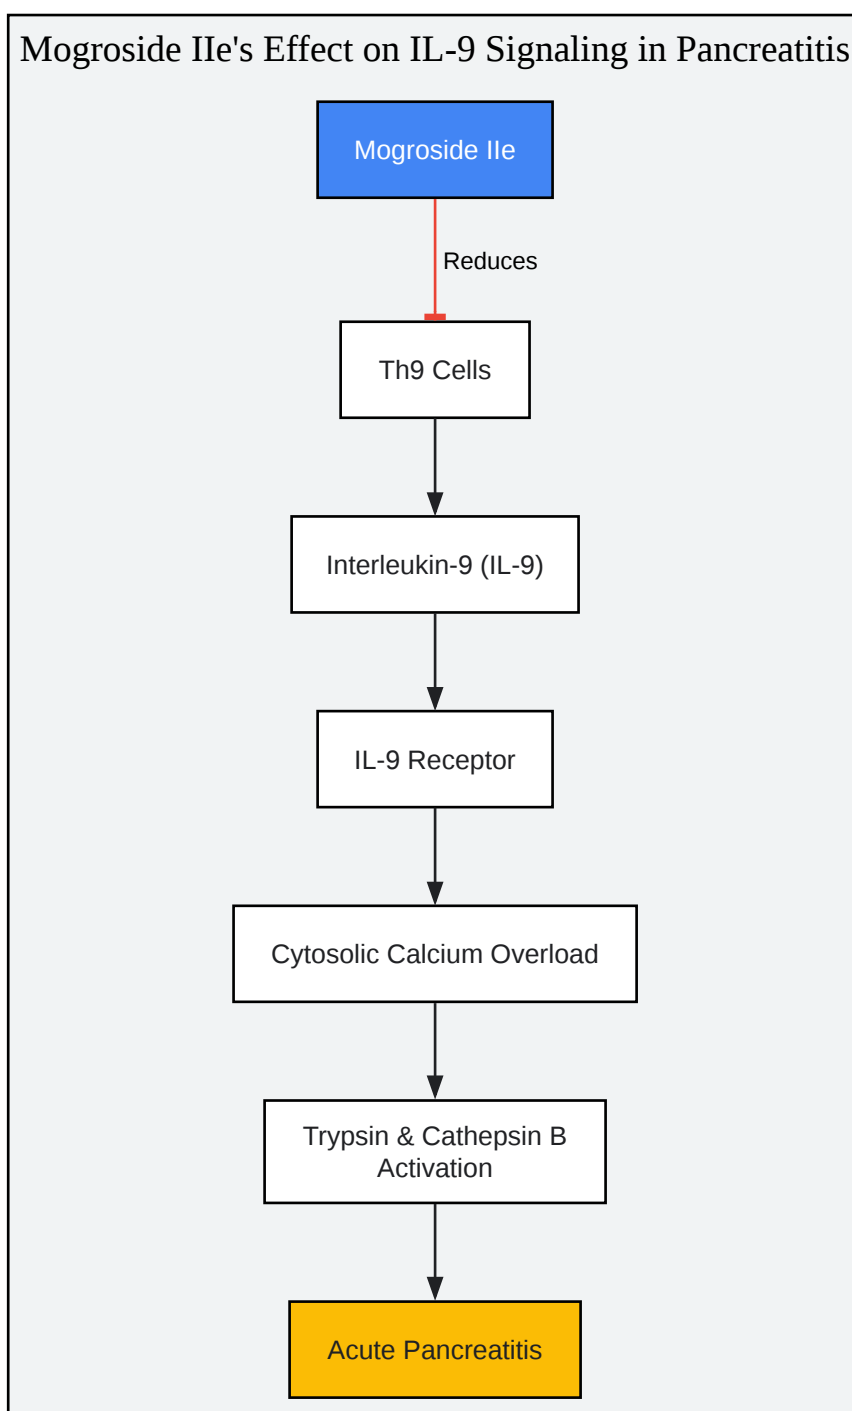 Mogroside IIe's Effect on IL-9 Signaling in Pancreatitis
Mogroside IIe
Reduces
Th9 Cells
Interleukin-9 (IL-9)
IL-9 Receptor
Cytosolic Calcium Overload
Trypsin & Cathepsin B
Activation
Acute Pancreatitis